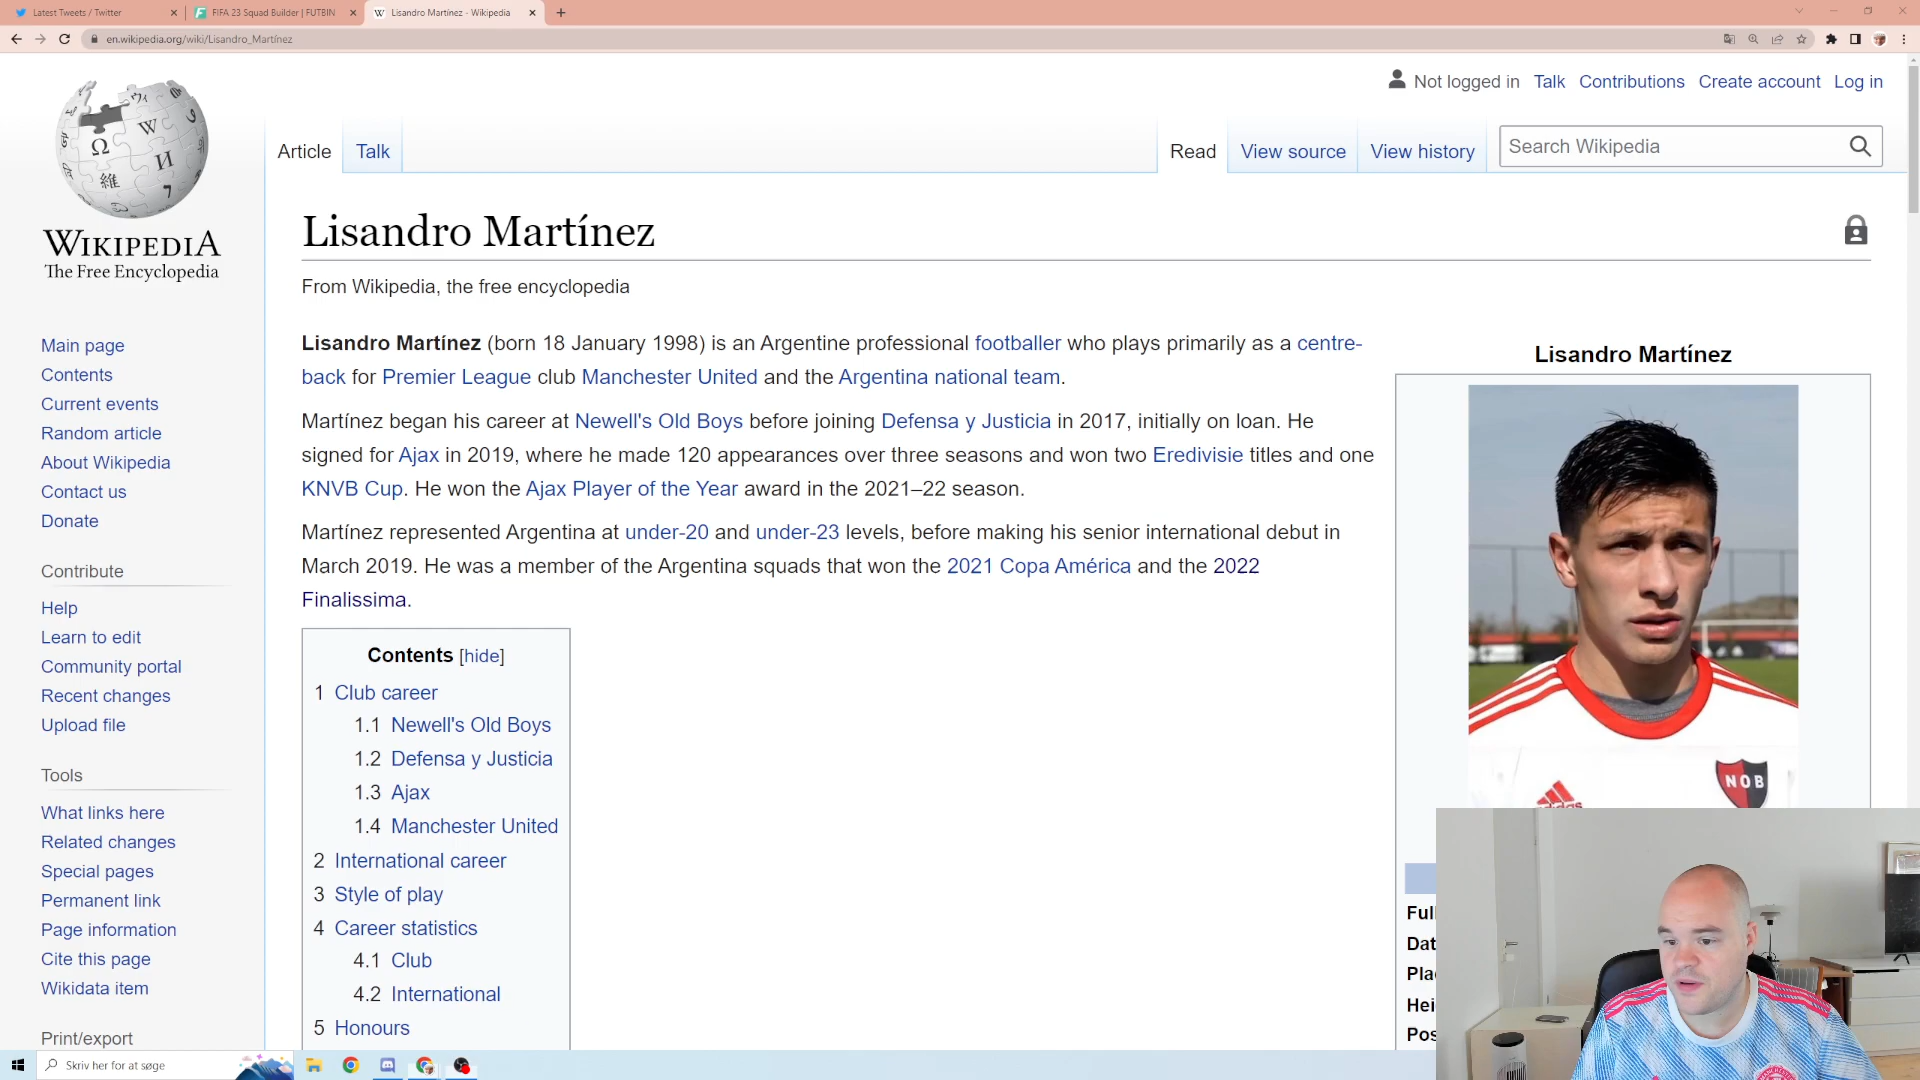 Latest Tweets / Twitter
FIFA 23 Squad Builder | FUTBIN
Lisandro Martínez - Wikipedia
en.wikipedia.org/wiki/Lisandro_Martínez
Not logged in Talk Contributions Create account Log in
Article Talk Read View source View history Search Wikipedia
WIKIPEDIA
The Free Encyclopedia
Lisandro Martínez
From Wikipedia, the free encyclopedia
Lisandro Martínez (born 18 January 1998) is an Argentine professional footballer who plays primarily as a centre-
back for Premier League club Manchester United and the Argentina national team.
Martínez began his career at Newell's Old Boys before joining Defensa y Justicia in 2017, initially on loan. He
signed for Ajax in 2019, where he made 120 appearances over three seasons and won two Eredivisie titles and one
KNVB Cup. He won the Ajax Player of the Year award in the 2021–22 season.
Martínez represented Argentina at under-20 and under-23 levels, before making his senior international debut in
March 2019. He was a member of the Argentina squads that won the 2021 Copa América and the 2022
Finalissima.
Main page
Contents
Current events
Random article
About Wikipedia
Contact us
Donate
Contribute
Help
Learn to edit
Community portal
Recent changes
Upload file
Tools
What links here
Related changes
Special pages
Permanent link
Page information
Cite this page
Wikidata item
Print/export
Contents [hide]
1 Club career
1.1 Newell's Old Boys
1.2 Defensa y Justicia
1.3 Ajax
1.4 Manchester United
2 International career
3 Style of play
4 Career statistics
4.1 Club
4.2 International
5 Honours
Lisandro Martínez
NOB
adidas
Ful
Dat
Pla
Hei
Pos
Skriv her for at søge